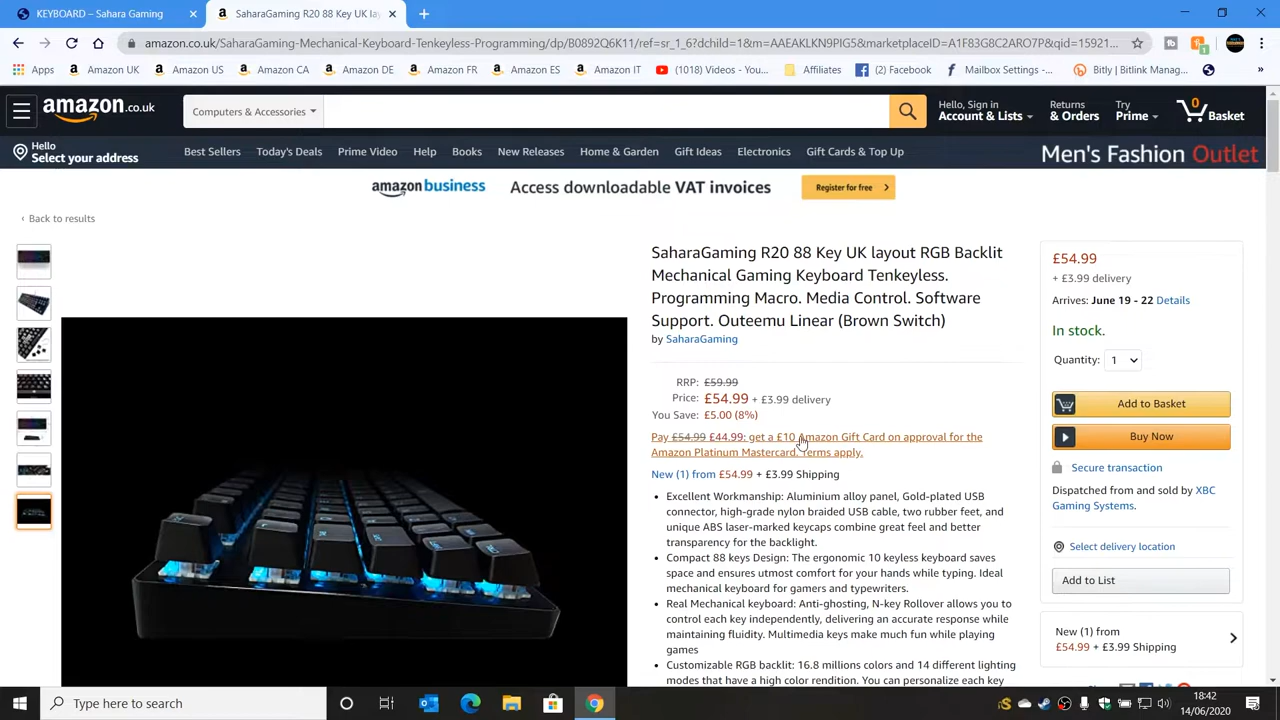 KEYBOARD – Sahara Gaming
SaharaGaming R20 88 Key UK lay
amazon.co.uk/SaharaGaming-Mechanical-Keyboard-Tenkeyless-Programming/dp/B0892Q6K11/ref=sr_1_6?dchild=1&m=AAEAKLKN9PIG5&marketplaceID=A1F83G8C2ARO7P&qid=15921...
Apps
Amazon UK
Amazon US
Amazon CA
Amazon DE
Amazon FR
Amazon ES
Amazon IT
(1018) Videos - You...
Affiliates
(2) Facebook
Mailbox Settings -...
Bitly | Bitlink Manag...
amazon.co.uk
Computers & Accessories
Hello, Sign in
Account & Lists
Returns
& Orders
Try
Prime
0
Basket
Hello
Select your address
Best Sellers
Today's Deals
Prime Video
Help
Books
New Releases
Home & Garden
Gift Ideas
Electronics
Gift Cards & Top Up
Men's Fashion Outlet
amazon business
Access downloadable VAT invoices
Register for free
‹ Back to results
SaharaGaming R20 88 Key UK layout RGB Backlit
Mechanical Gaming Keyboard Tenkeyless.
Programming Macro. Media Control. Software
Support. Outeemu Linear (Brown Switch)
by SaharaGaming
RRP: £59.99
Price: £54.99 + £3.99 delivery
You Save: £5.00 (8%)
Pay £54.99 £44.99: get a £10 Amazon Gift Card on approval for the
Amazon Platinum Mastercard. Terms apply.
New (1) from £54.99 + £3.99 Shipping
• Excellent Workmanship: Aluminium alloy panel, Gold-plated USB
connector, high-grade nylon braided USB cable, two rubber feet, and
unique ABS laser-marked keycaps combine great feel and better
transparency for the backlight.
• Compact 88 keys Design: The ergonomic 10 keyless keyboard saves
space and ensures utmost comfort for your hands while typing. Ideal
mechanical keyboard for gamers and typewriters.
• Real Mechanical keyboard: Anti-ghosting, N-key Rollover allows you to
control each key independently, delivering an accurate response while
maintaining fluidity. Multimedia keys make much fun while playing
games
• Customizable RGB backlit: 16.8 millions colors and 14 different lighting
modes that have a high color rendition. You can personalize each key
£54.99
+ £3.99 delivery
Arrives: June 19 - 22 Details
In stock.
Quantity: 1
Add to Basket
Buy Now
Secure transaction
Dispatched from and sold by XBC
Gaming Systems.
Select delivery location
Add to List
New (1) from
£54.99 + £3.99 Shipping
Type here to search
18:42
14/06/2020